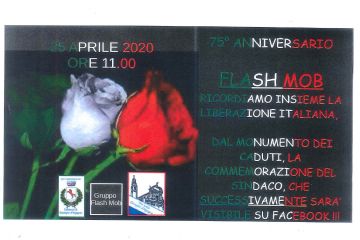 25 APRILE 2020
ORE 11.00
Gruppo
Flash Mob
75° ANNIVERSARIO
FLASH MOB
RICORDIAMO INSIEME LA
LIBERAZIONE ITALIANA,
DAL MONUMENTO DEI
CADUTI, LA
COMMEMORAZIONE DEL
SINDACO, CHE
SUCCESSIVAMENTE SARÀ
VISIBILE SU FACEBOOK !!!